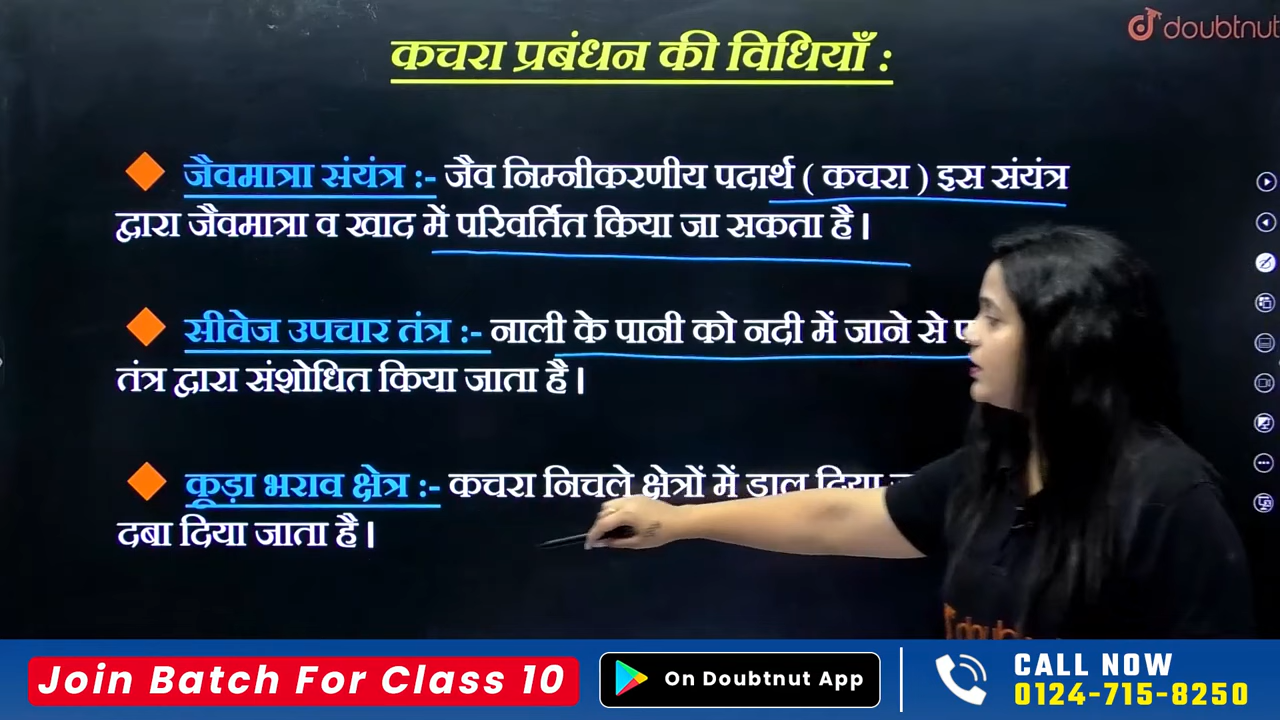 doubtnut
कचरा प्रबंधन की विधियाँ :
जैवमात्रा संयंत्र :- जैव निम्नीकरणीय पदार्थ ( कचरा ) इस संयंत्र
द्वारा जैवमात्रा व खाद में परिवर्तित किया जा सकता है।
सीवेज उपचार तंत्र :- नाली के पानी को नदी में जाने से
तंत्र द्वारा संशोधित किया जाता है।
कूड़ा भराव क्षेत्र :- कचरा निचले क्षेत्रों में डाल दिया
दबा दिया जाता है।
Join Batch For Class 10
On Doubtnut App
CALL NOW
0124-715-8250